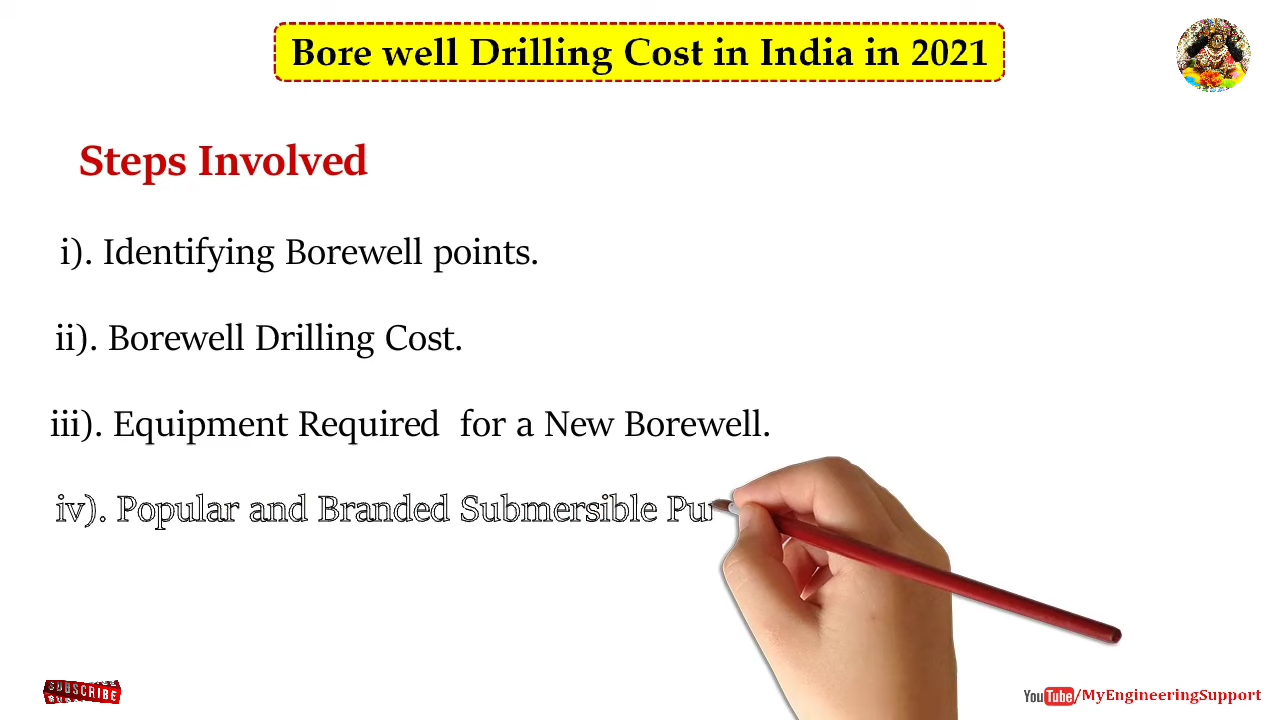 Bore well Drilling Cost in India in 2021
Steps Involved
i). Identifying Borewell points.
ii). Borewell Drilling Cost.
iii). Equipment Required for a New Borewell.
iv). Popular and Branded Submersible
SUBSCRIBE
YouTube/MyEngineeringSupport